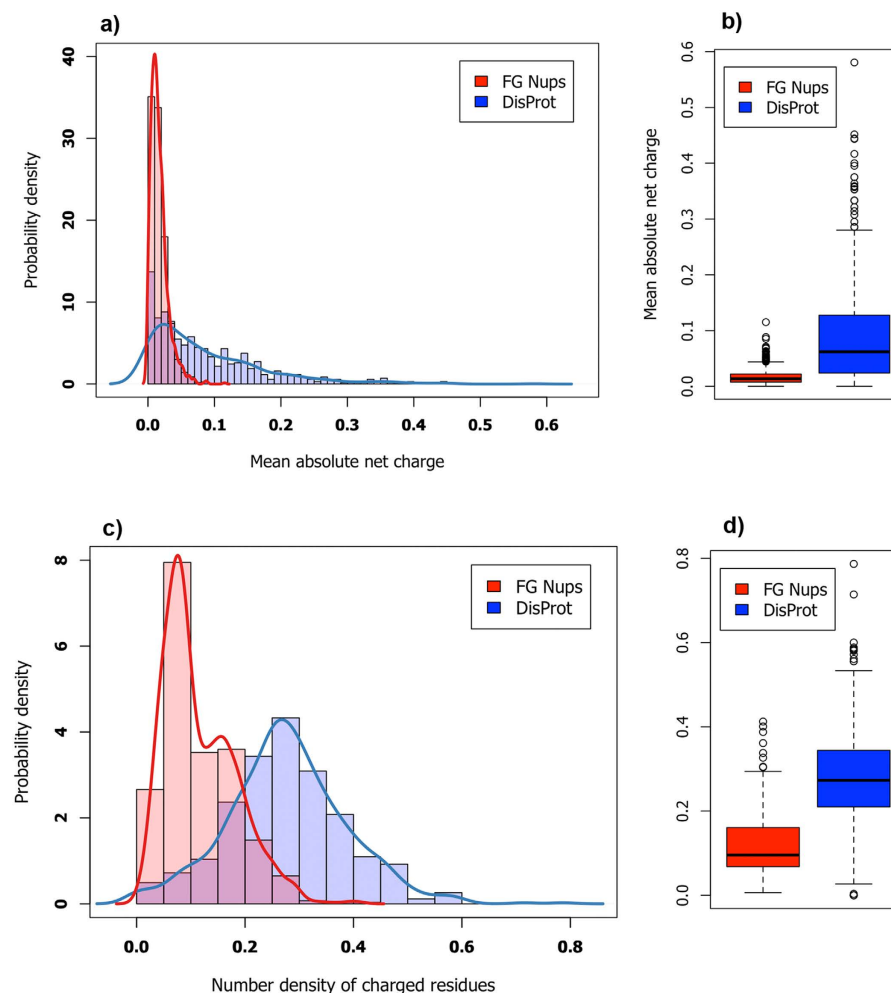 a)
FG Nups
DisProt
Probability density
40
30
20
10
0
0.0 0.1 0.2 0.3 0.4 0.5 0.6
Mean absolute net charge
b)
FG Nups
DisProt
Mean absolute net charge
0.6
0.5
0.4
0.3
0.2
0.1
0.0
c)
FG Nups
DisProt
Probability density
8
6
4
2
0
0.0 0.2 0.4 0.6 0.8
Number density of charged residues
d)
FG Nups
DisProt
0.8
0.6
0.4
0.2
0.0